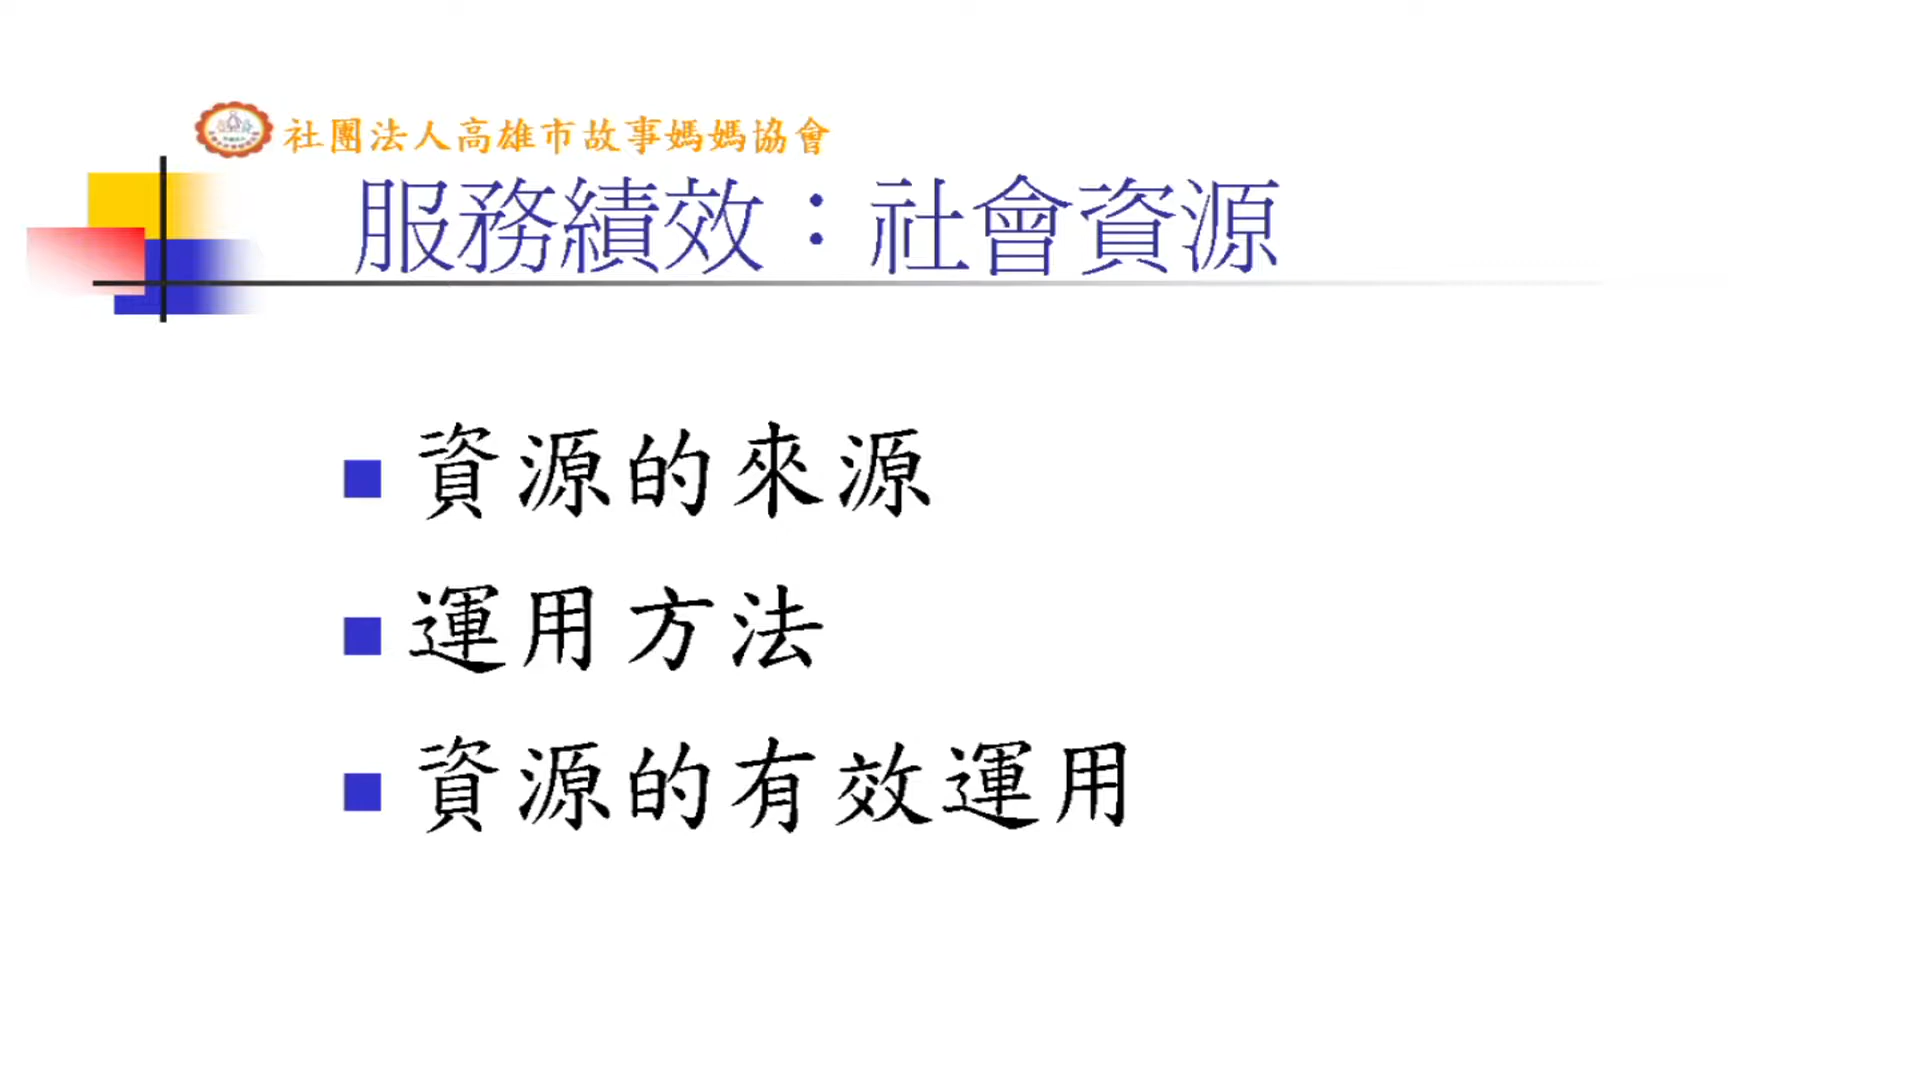 社團法人高雄市故事媽媽協會
服務績效：社會資源
資源的來源
運用方法
資源的有效運用